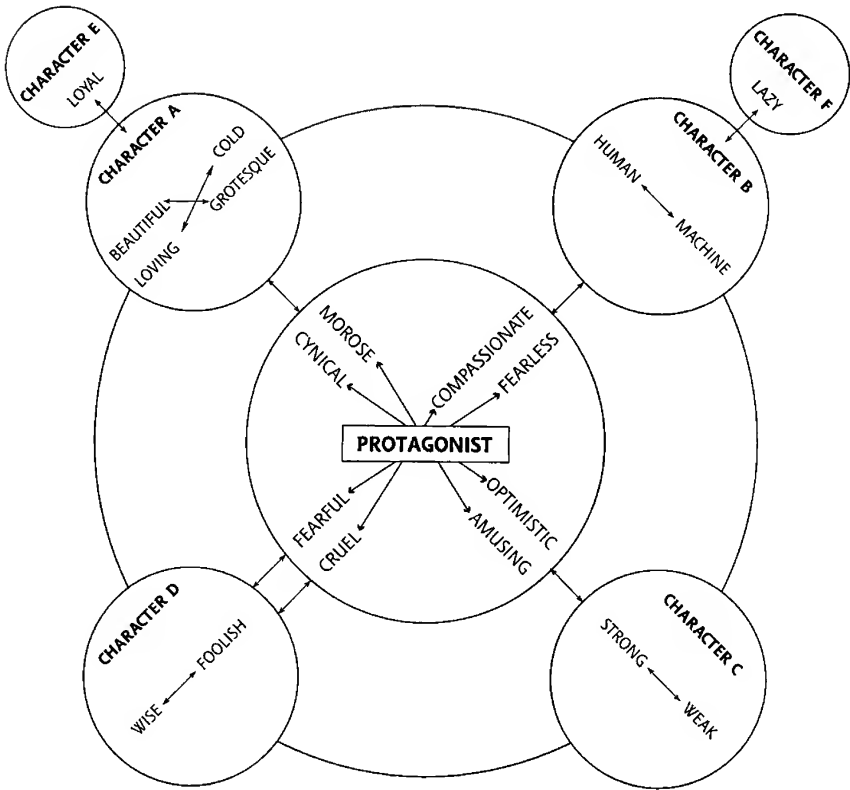 CHARACTER E
LOYAL
CHARACTER F
LAZY
CHARACTER A
COLD
GROTESQUE
BEAUTIFUL
LOVING
CHARACTER B
HUMAN
MACHINE
MOROSE
CYNICAL
COMPASSIONATE
FEARLESS
PROTAGONIST
FEARFUL
CRUEL
OPTIMISTIC
AMUSING
CHARACTER D
FOOLISH
WISE
CHARACTER C
STRONG
WEAK